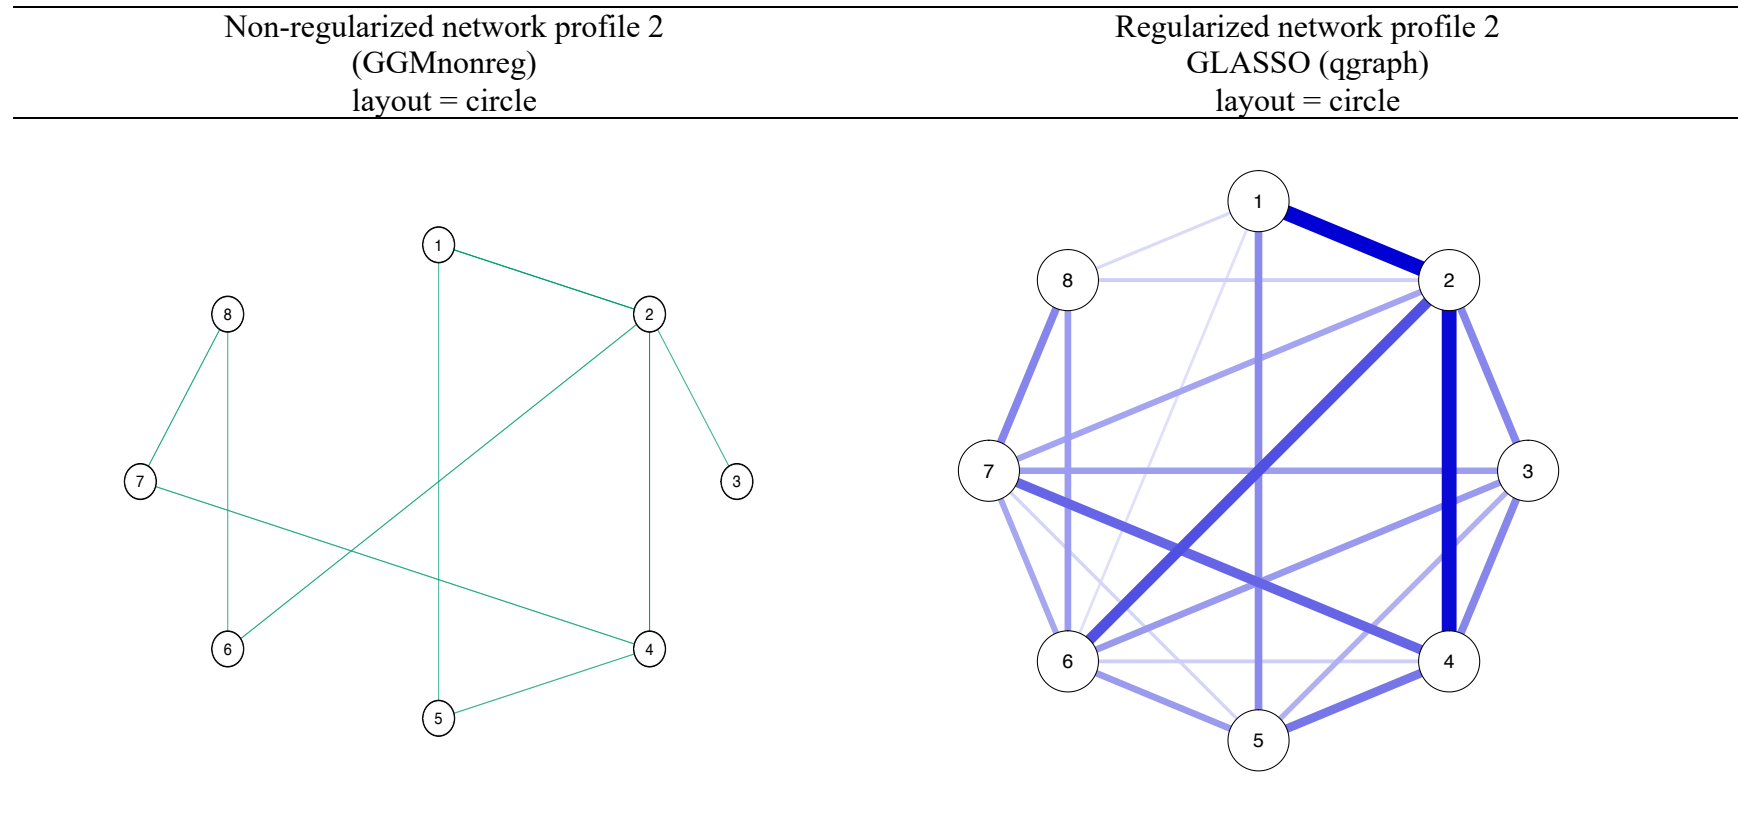 Non-regularized network profile 2
(GGMnonreg)
layout = circle
Regularized network profile 2
GLASSO (qgraph)
layout = circle
1
2
3
4
5
6
7
8
1
2
3
4
5
6
7
8